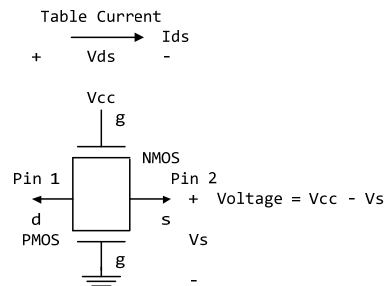 Table Current
Ids
+ Vds -
Vcc
g
NMOS
Pin 1 Pin 2
+ Voltage = Vcc - Vs
d s
PMOS Vs
g
-